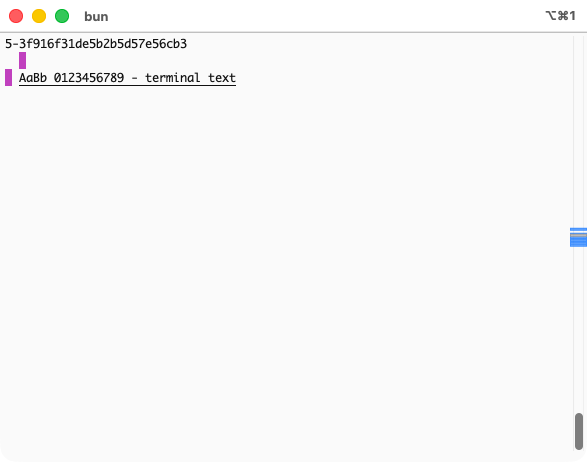 bun
⌥⌘1
5-3f916f31de5b2b5d57e56cb3
AaBb 0123456789 - terminal text